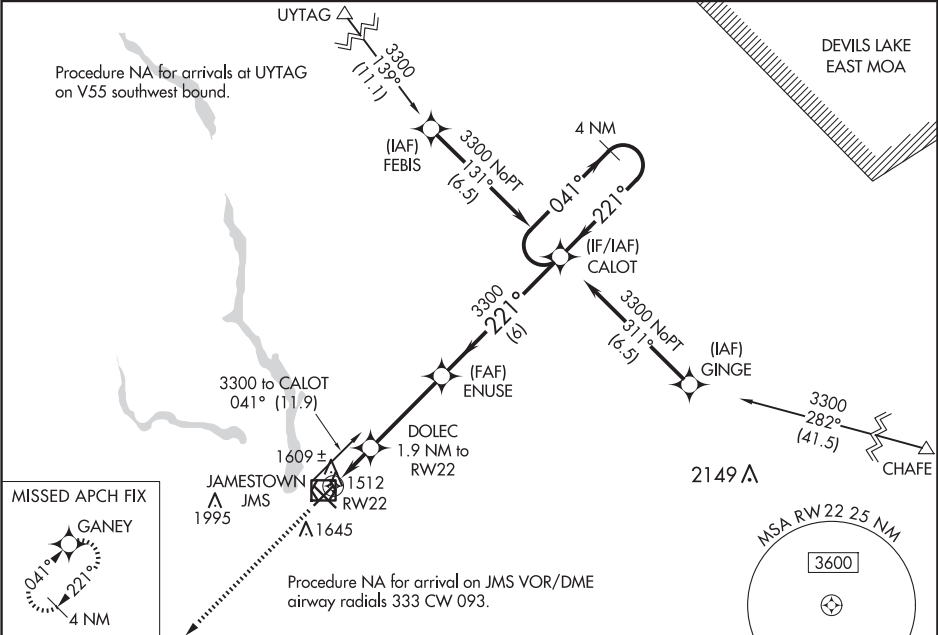 UYTAG
3300
139°
(11.1)
Procedure NA for arrivals at UYTAG
on V55 southwest bound.
DEVILS LAKE
EAST MOA
(IAF)
FEBIS
3300 NoPT
131°
(6.5)
4 NM
041°
221°
(IF/IAF)
CALOT
3300
221°
(6)
3300 NoPT
311°
(6.5)
(IAF)
GINGE
(FAF)
ENUSE
3300 to CALOT
041° (11.9)
3300
282°
(41.5)
CHAFE
DOLEC
1.9 NM to
RW22
1609 ±
JAMESTOWN
JMS
1512
RW22
1995
1645
2149
MISSED APCH FIX
GANEY
041°
221°
4 NM
Procedure NA for arrival on JMS VOR/DME
airway radials 333 CW 093.
MSA RW 22 25 NM
3600